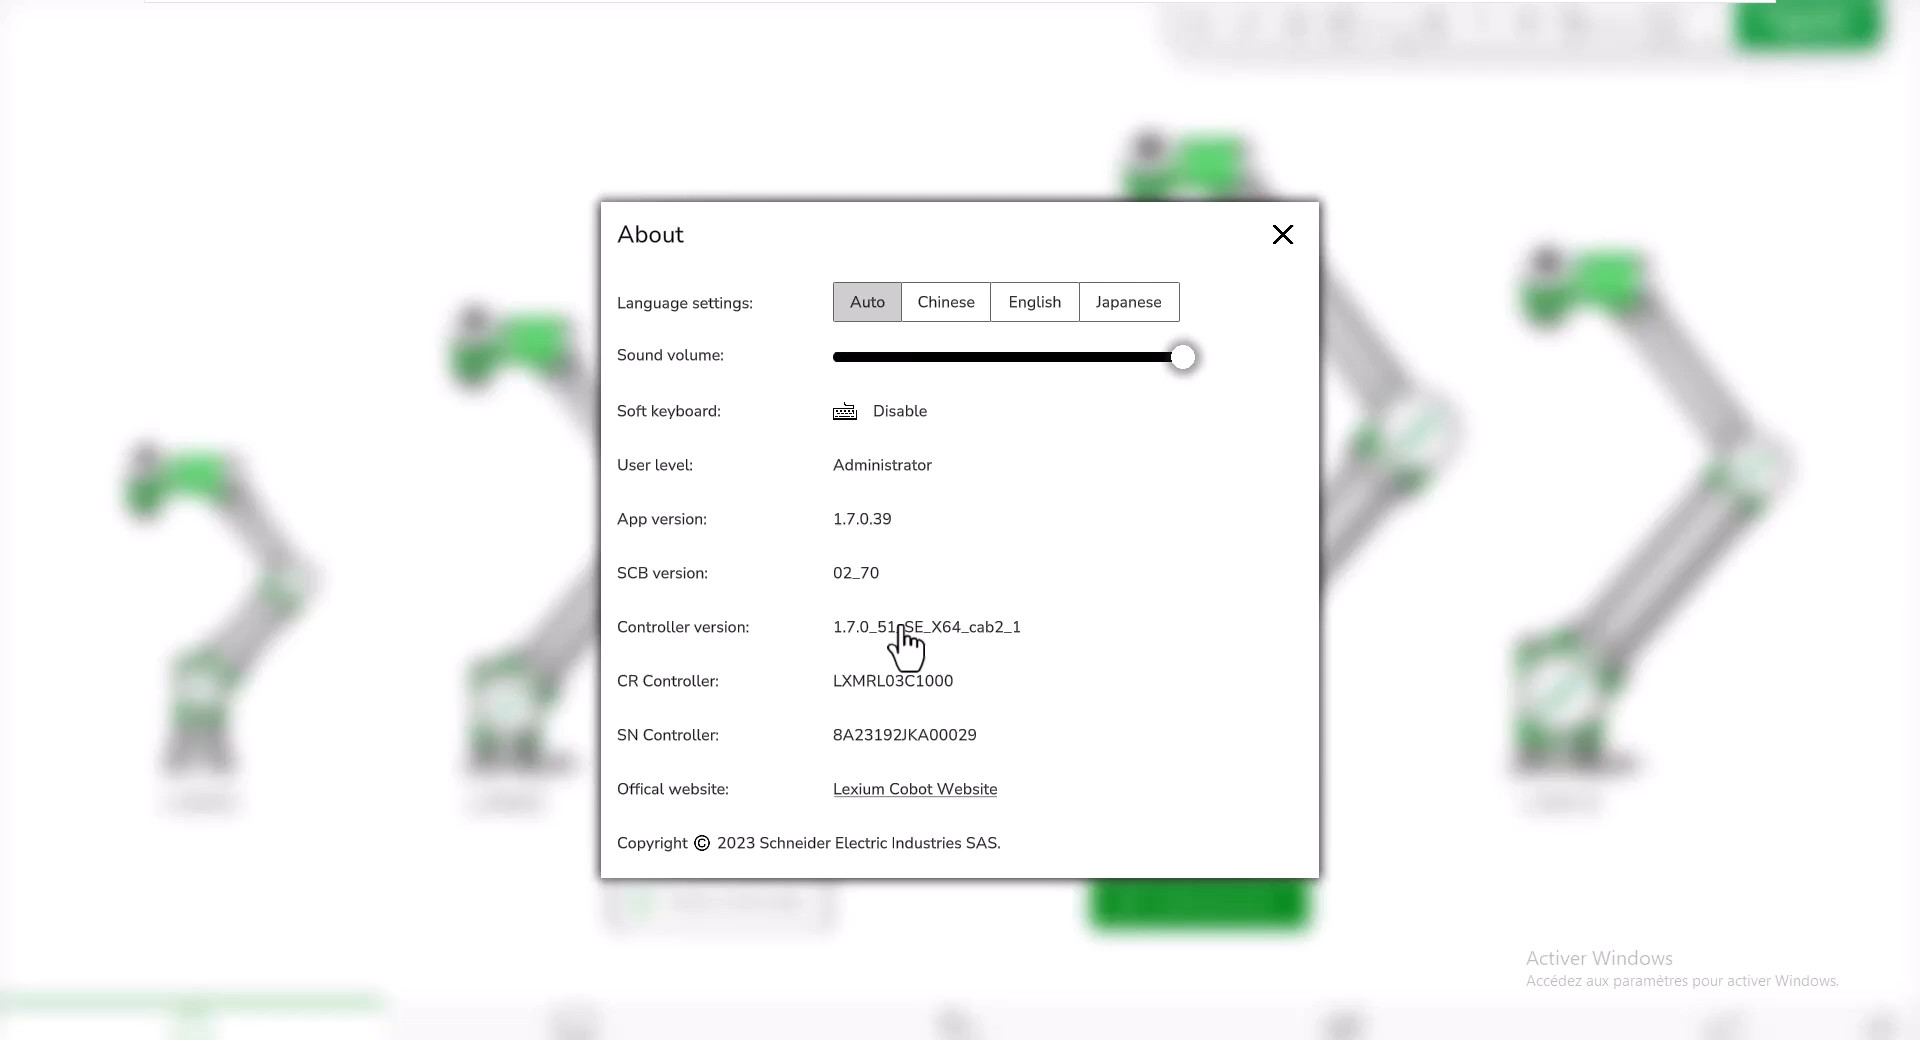 About
Language settings: Auto Chinese English Japanese
Sound volume:
Soft keyboard: Disable
User level: Administrator
App version: 1.7.0.39
SCB version: 02_70
Controller version: 1.7.0_51_SE_X64_cab2_1
CR Controller: LXMRL03C1000
SN Controller: 8A23192JKA00029
Offical website: Lexium Cobot Website
Copyright © 2023 Schneider Electric Industries SAS.
Activer Windows
Accédez aux paramètres pour activer Windows.